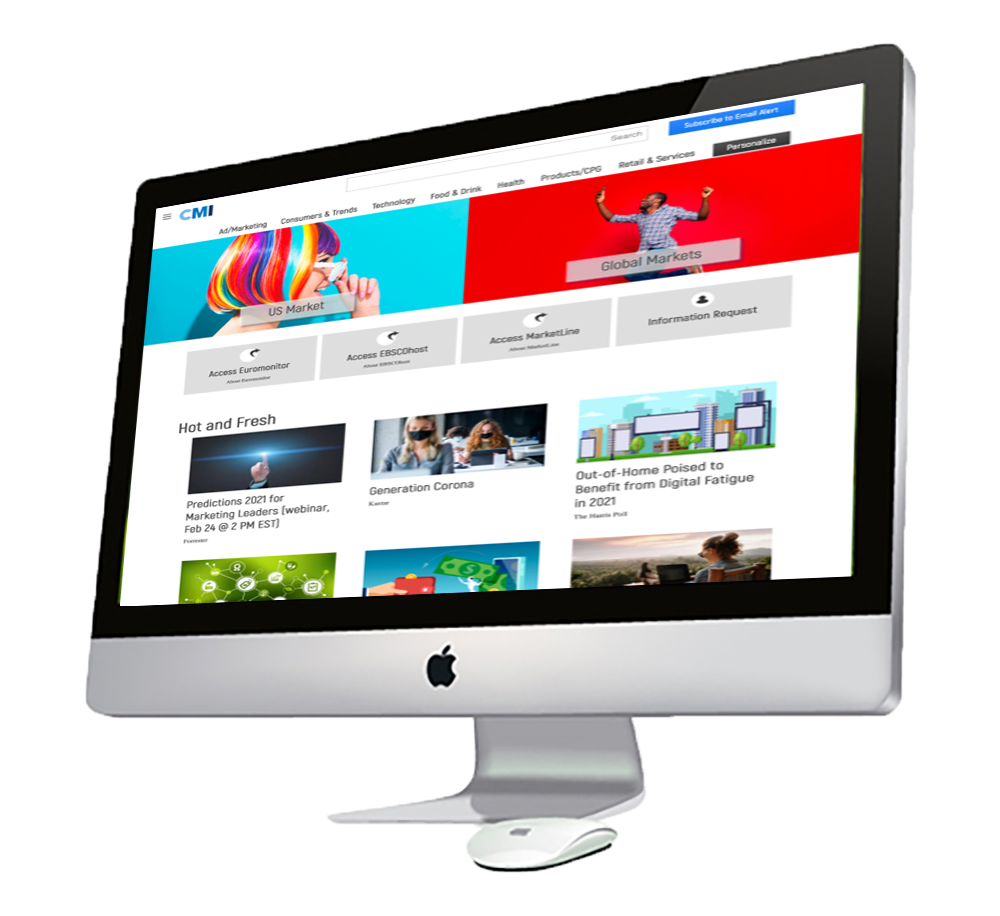 Subscribe to Email Alert
Search
Personalize
CMI
Ad/Marketing Consumers & Trends Technology Food & Drink Health Products/CPG Retail & Services
US Market
Global Markets
Access Euromonitor
About Euromonitor
Access EBSCOhost
About EBSCOhost
Access MarketLine
About MarketLine
Information Request
Hot and Fresh
Predictions 2021 for
Marketing Leaders (webinar,
Feb 24 @ 2 PM EST)
Forrester
Generation Corona
Kantar
Out-of-Home Poised to
Benefit from Digital Fatigue
in 2021
The Harris Poll